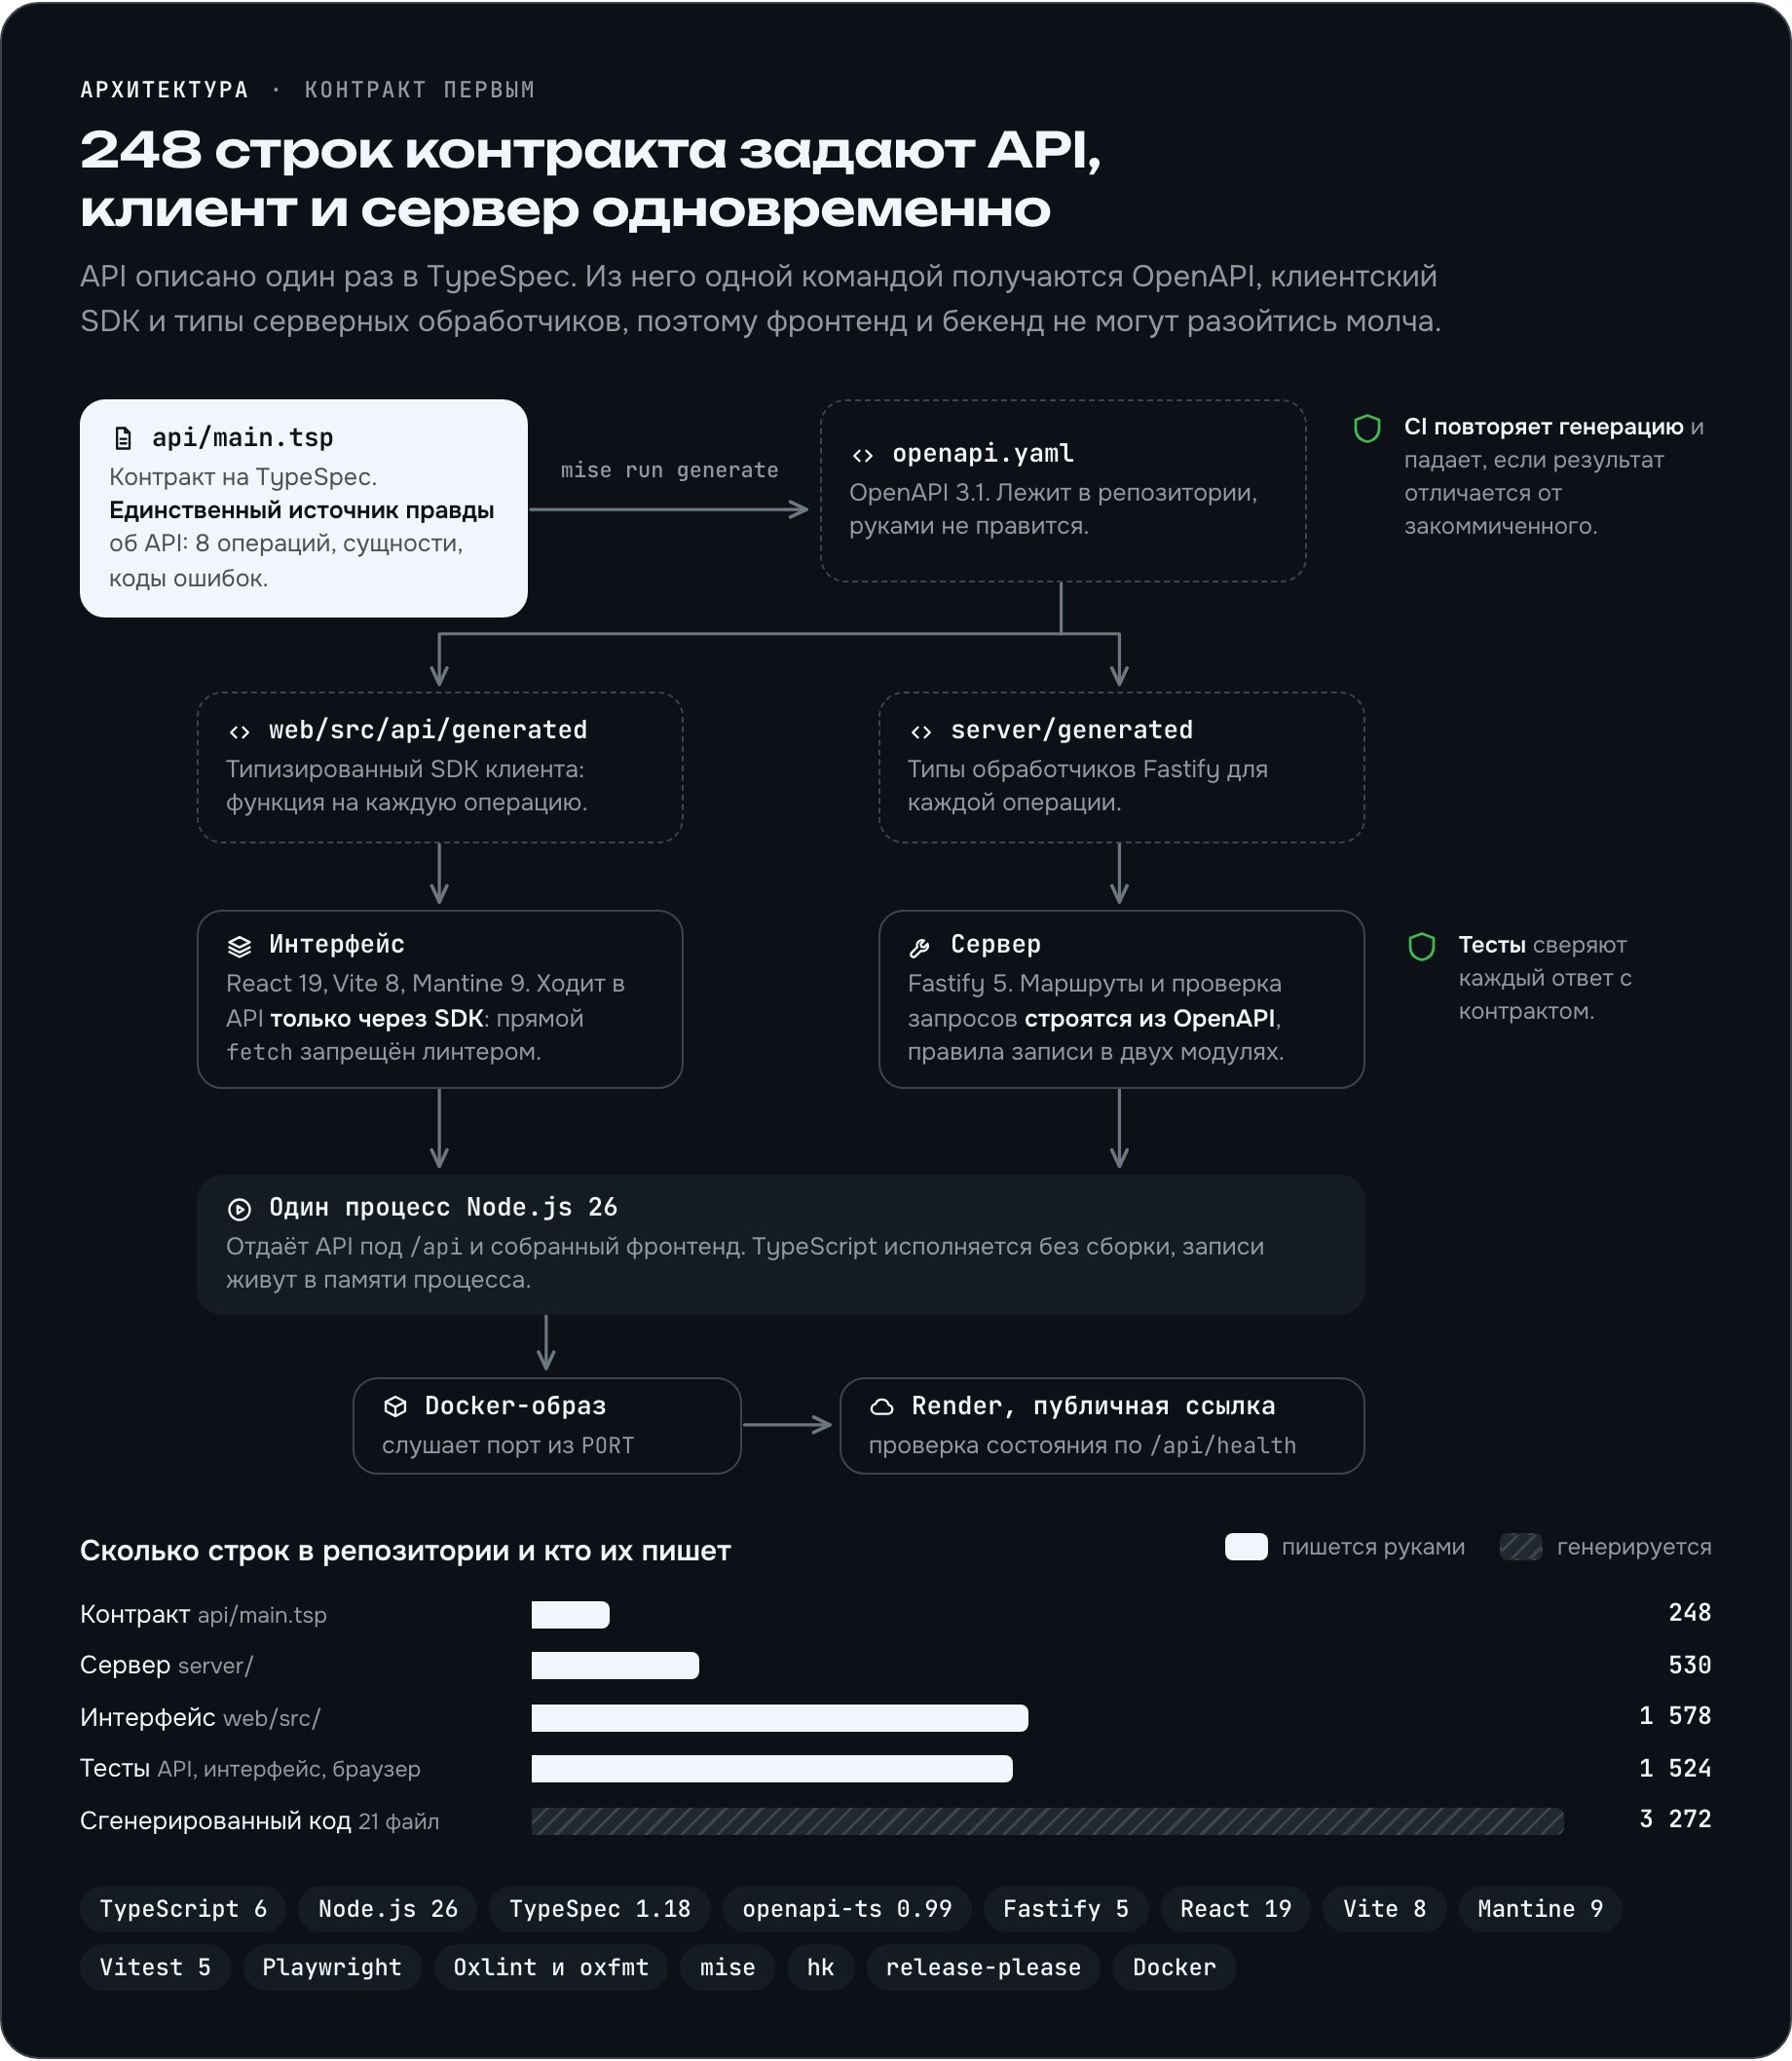 АРХИТЕКТУРА · КОНТРАКТ ПЕРВЫМ
248 строк контракта задают API,
клиент и сервер одновременно
API описано один раз в TypeSpec. Из него одной командой получаются OpenAPI, клиентский
SDK и типы серверных обработчиков, поэтому фронтенд и бекенд не могут разойтись молча.
api/main.tsp
Контракт на TypeSpec.
Единственный источник правды
об API: 8 операций, сущности,
коды ошибок.
mise run generate
openapi.yaml
OpenAPI 3.1. Лежит в репозитории,
руками не правится.
CI повторяет генерацию и
падает, если результат
отличается от
закоммиченного.
web/src/api/generated
Типизированный SDK клиента:
функция на каждую операцию.
server/generated
Типы обработчиков Fastify для
каждой операции.
Интерфейс
React 19, Vite 8, Mantine 9. Ходит в
API только через SDK: прямой
fetch запрещён линтером.
Сервер
Fastify 5. Маршруты и проверка
запросов строятся из OpenAPI,
правила записи в двух модулях.
Тесты сверяют
каждый ответ с
контрактом.
Один процесс Node.js 26
Отдаёт API под /api и собранный фронтенд. TypeScript исполняется без сборки, записи
живут в памяти процесса.
Docker-образ
слушает порт из PORT
Render, публичная ссылка
проверка состояния по /api/health
Сколько строк в репозитории и кто их пишет
пишется руками
генерируется
Контракт api/main.tsp 248
Сервер server/ 530
Интерфейс web/src/ 1 578
Тесты API, интерфейс, браузер 1 524
Сгенерированный код 21 файл 3 272
TypeScript 6 Node.js 26 TypeSpec 1.18 openapi-ts 0.99 Fastify 5 React 19 Vite 8 Mantine 9
Vitest 5 Playwright Oxlint и oxfmt mise hk release-please Docker